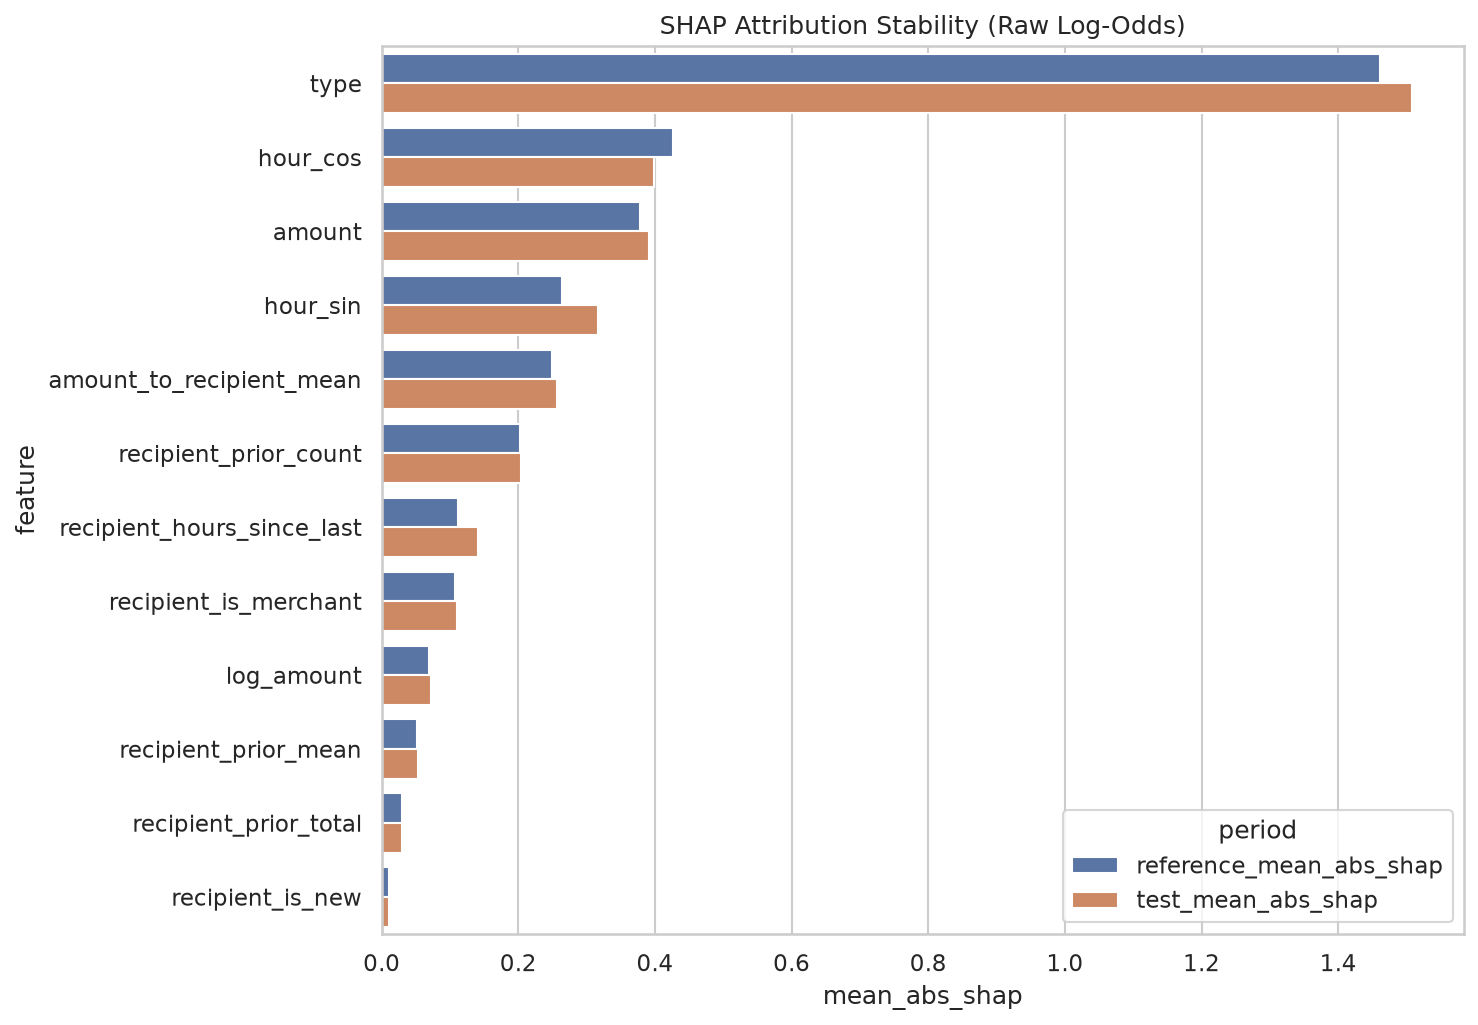 SHAP Attribution Stability (Raw Log-Odds)
type
hour_cos
amount
hour_sin
amount_to_recipient_mean
recipient_prior_count
recipient_hours_since_last
recipient_is_merchant
log_amount
recipient_prior_mean
recipient_prior_total
recipient_is_new
feature
period
reference_mean_abs_shap
test_mean_abs_shap
0.0 0.2 0.4 0.6 0.8 1.0 1.2 1.4
mean_abs_shap